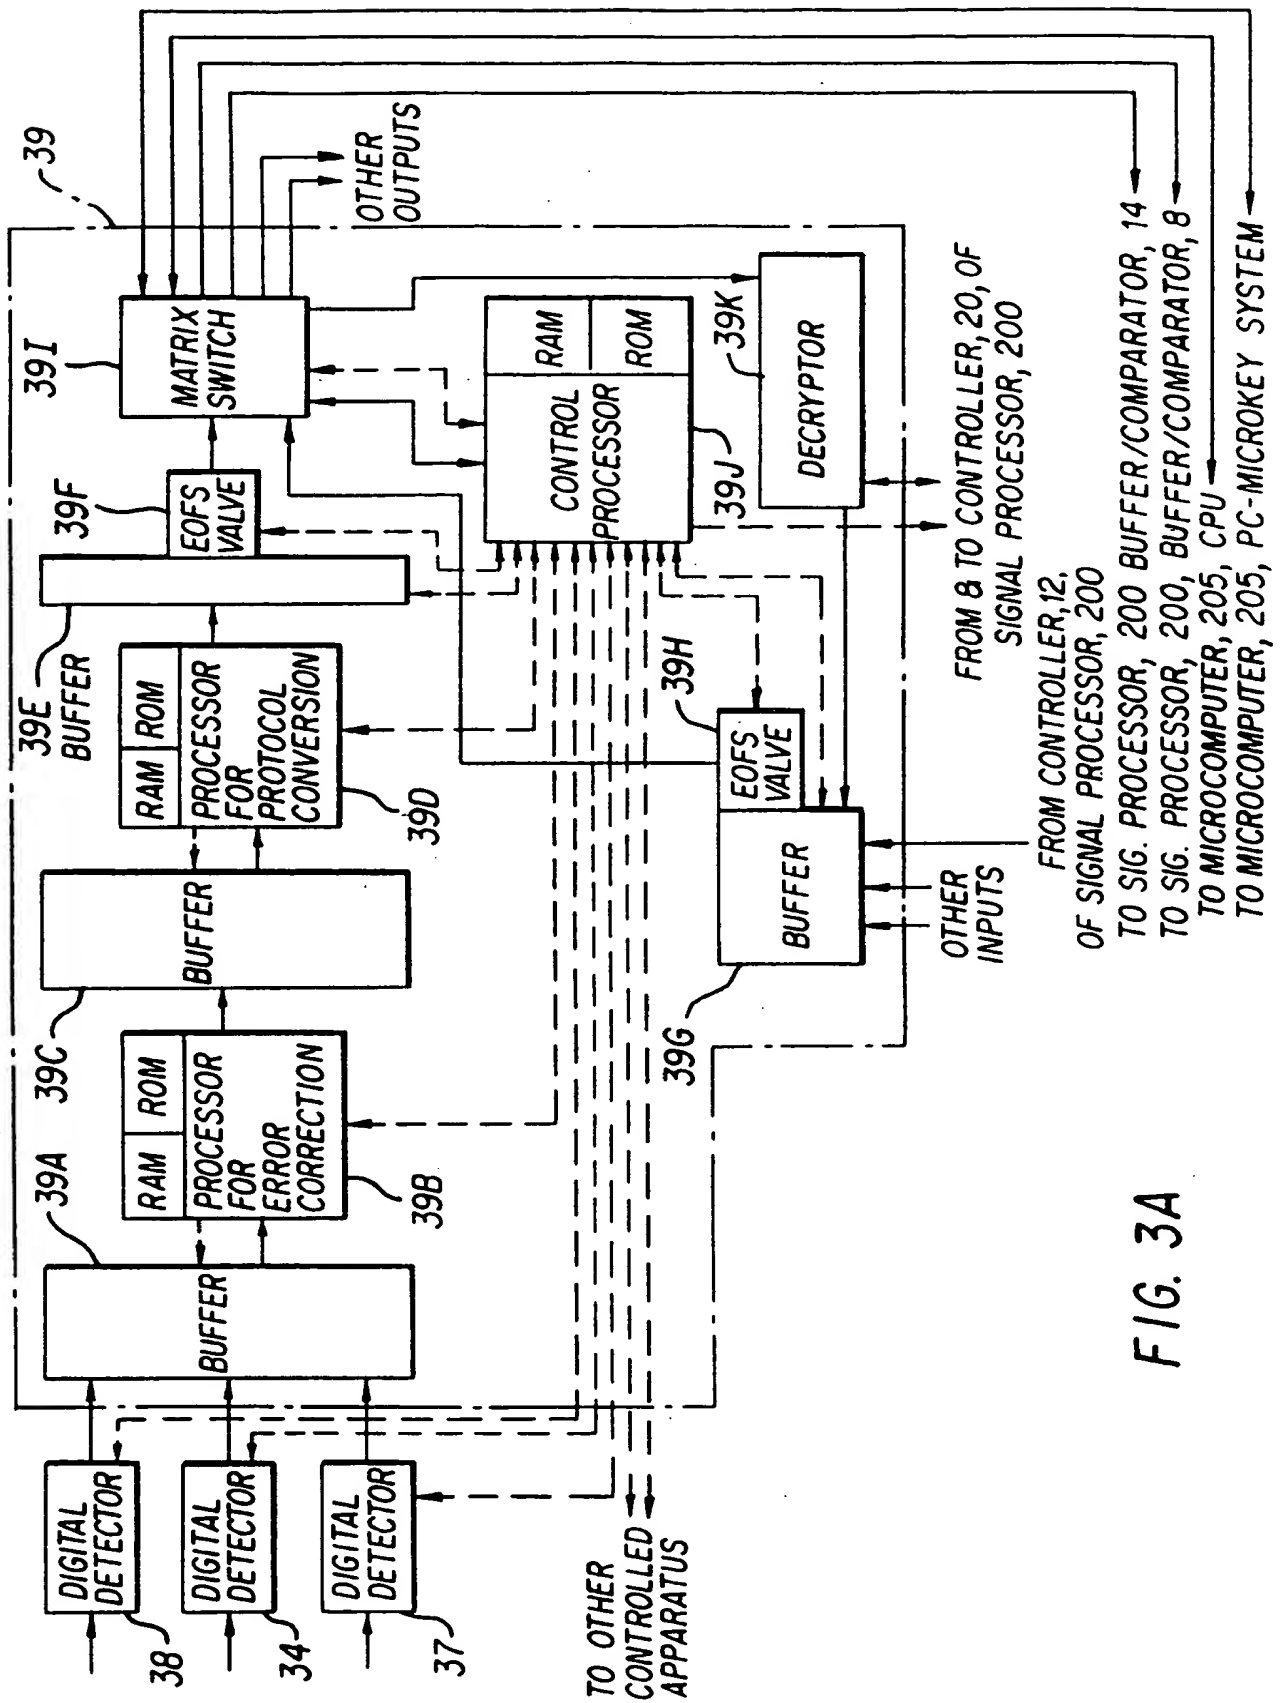 39
39A
39C
39E
BUFFER
39F
39I
DIGITAL
DETECTOR
38
DIGITAL
DETECTOR
34
DIGITAL
DETECTOR
37
BUFFER
RAM
ROM
PROCESSOR
FOR
ERROR
CORRECTION
39B
BUFFER
RAM
ROM
PROCESSOR
FOR
PROTOCOL
CONVERSION
39D
EOFS
VALVE
MATRIX
SWITCH
OTHER
OUTPUTS
CONTROL
PROCESSOR
RAM
ROM
39J
39K
DECRYPTOR
39H
EOFS
VALVE
39G
BUFFER
OTHER
INPUTS
TO OTHER
CONTROLLED
APPARATUS
FROM & TO CONTROLLER, 20, OF
SIGNAL PROCESSOR, 200
FROM CONTROLLER, 12,
OF SIGNAL PROCESSOR, 200
TO SIG. PROCESSOR, 200 BUFFER/COMPARATOR, 14
TO SIG. PROCESSOR, 200, BUFFER/COMPARATOR, 8
TO MICROCOMPUTER, 205, CPU
TO MICROCOMPUTER, 205, PC-MICROKEY SYSTEM
FIG. 3A